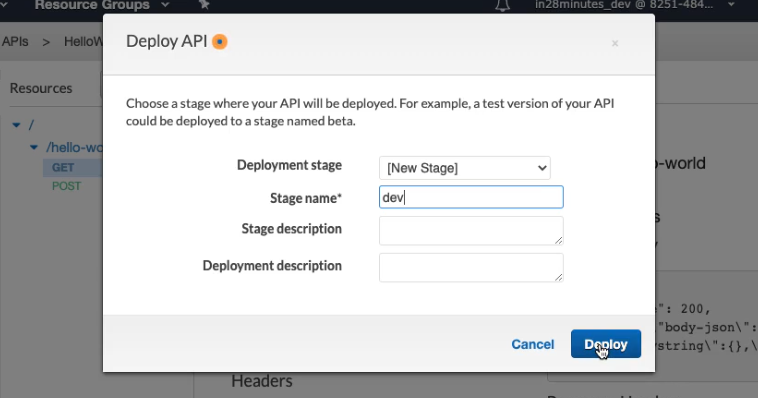 Resource Groups
in28minutes_dev @ 8251-484...
APIs > HelloW
Deploy API
x
Resources
Choose a stage where your API will be deployed. For example, a test version of your API
could be deployed to a stage named beta.
/
/hello-wo
o-world
GET
POST
Deployment stage [New Stage]
Stage name* dev
Stage description
Deployment description
s
e": 200,
"body-json\":
ystring\":{},\
Cancel Deploy
Headers